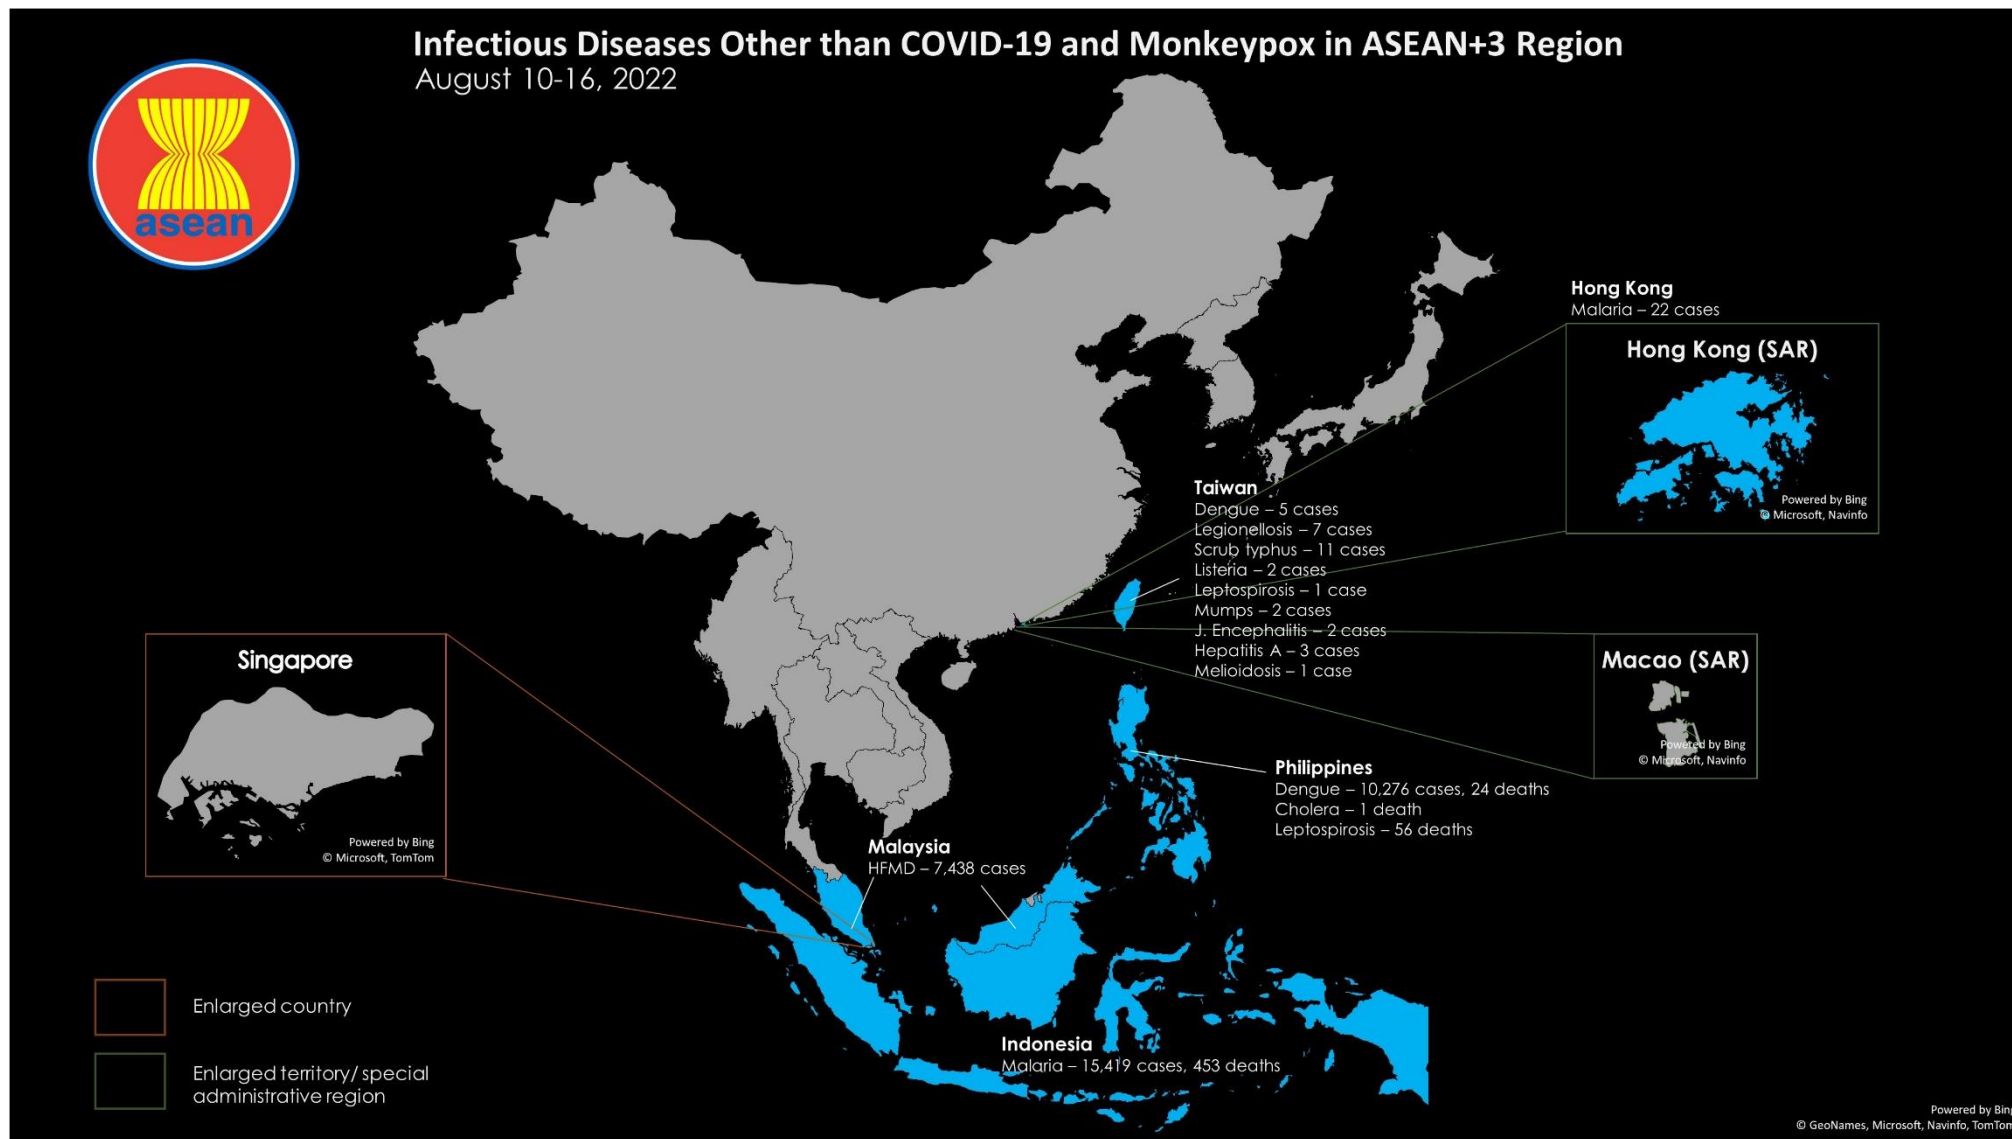 Infectious Diseases Other than COVID-19 and Monkeypox in ASEAN+3 Region
August 10-16, 2022
asean
Hong Kong
Malaria – 22 cases
Hong Kong (SAR)
Powered by Bing
© Microsoft, Navinfo
Taiwan
Dengue – 5 cases
Legionellosis – 7 cases
Scrub typhus – 11 cases
Listeria – 2 cases
Leptospirosis – 1 case
Mumps – 2 cases
J. Encephalitis – 2 cases
Hepatitis A – 3 cases
Melioidosis – 1 case
Singapore
Powered by Bing
© Microsoft, TomTom
Macao (SAR)
Powered by Bing
© Microsoft, Navinfo
Philippines
Dengue – 10,276 cases, 24 deaths
Cholera – 1 death
Leptospirosis – 56 deaths
Malaysia
HFMD – 7,438 cases
Indonesia
Malaria – 15,419 cases, 453 deaths
Enlarged country
Enlarged territory/ special
administrative region
Powered by Bing
© GeoNames, Microsoft, Navinfo, TomTom